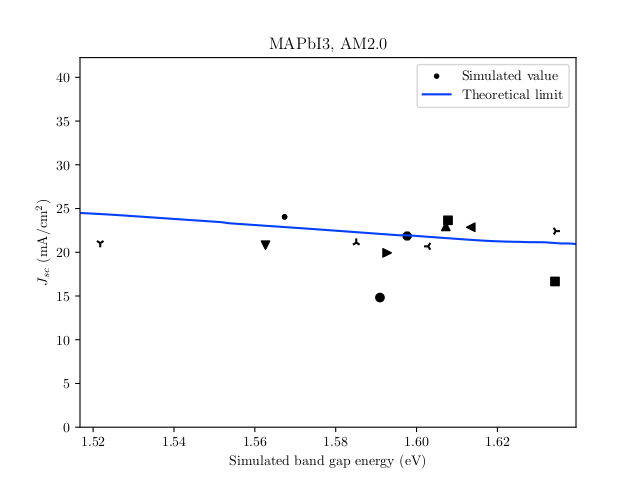 MAPbI3, AM2.0
Simulated value
Theoretical limit
40
35
30
25
20
15
10
5
0
J_sc (mA/cm²)
1.52 1.54 1.56 1.58 1.60 1.62
Simulated band gap energy (eV)